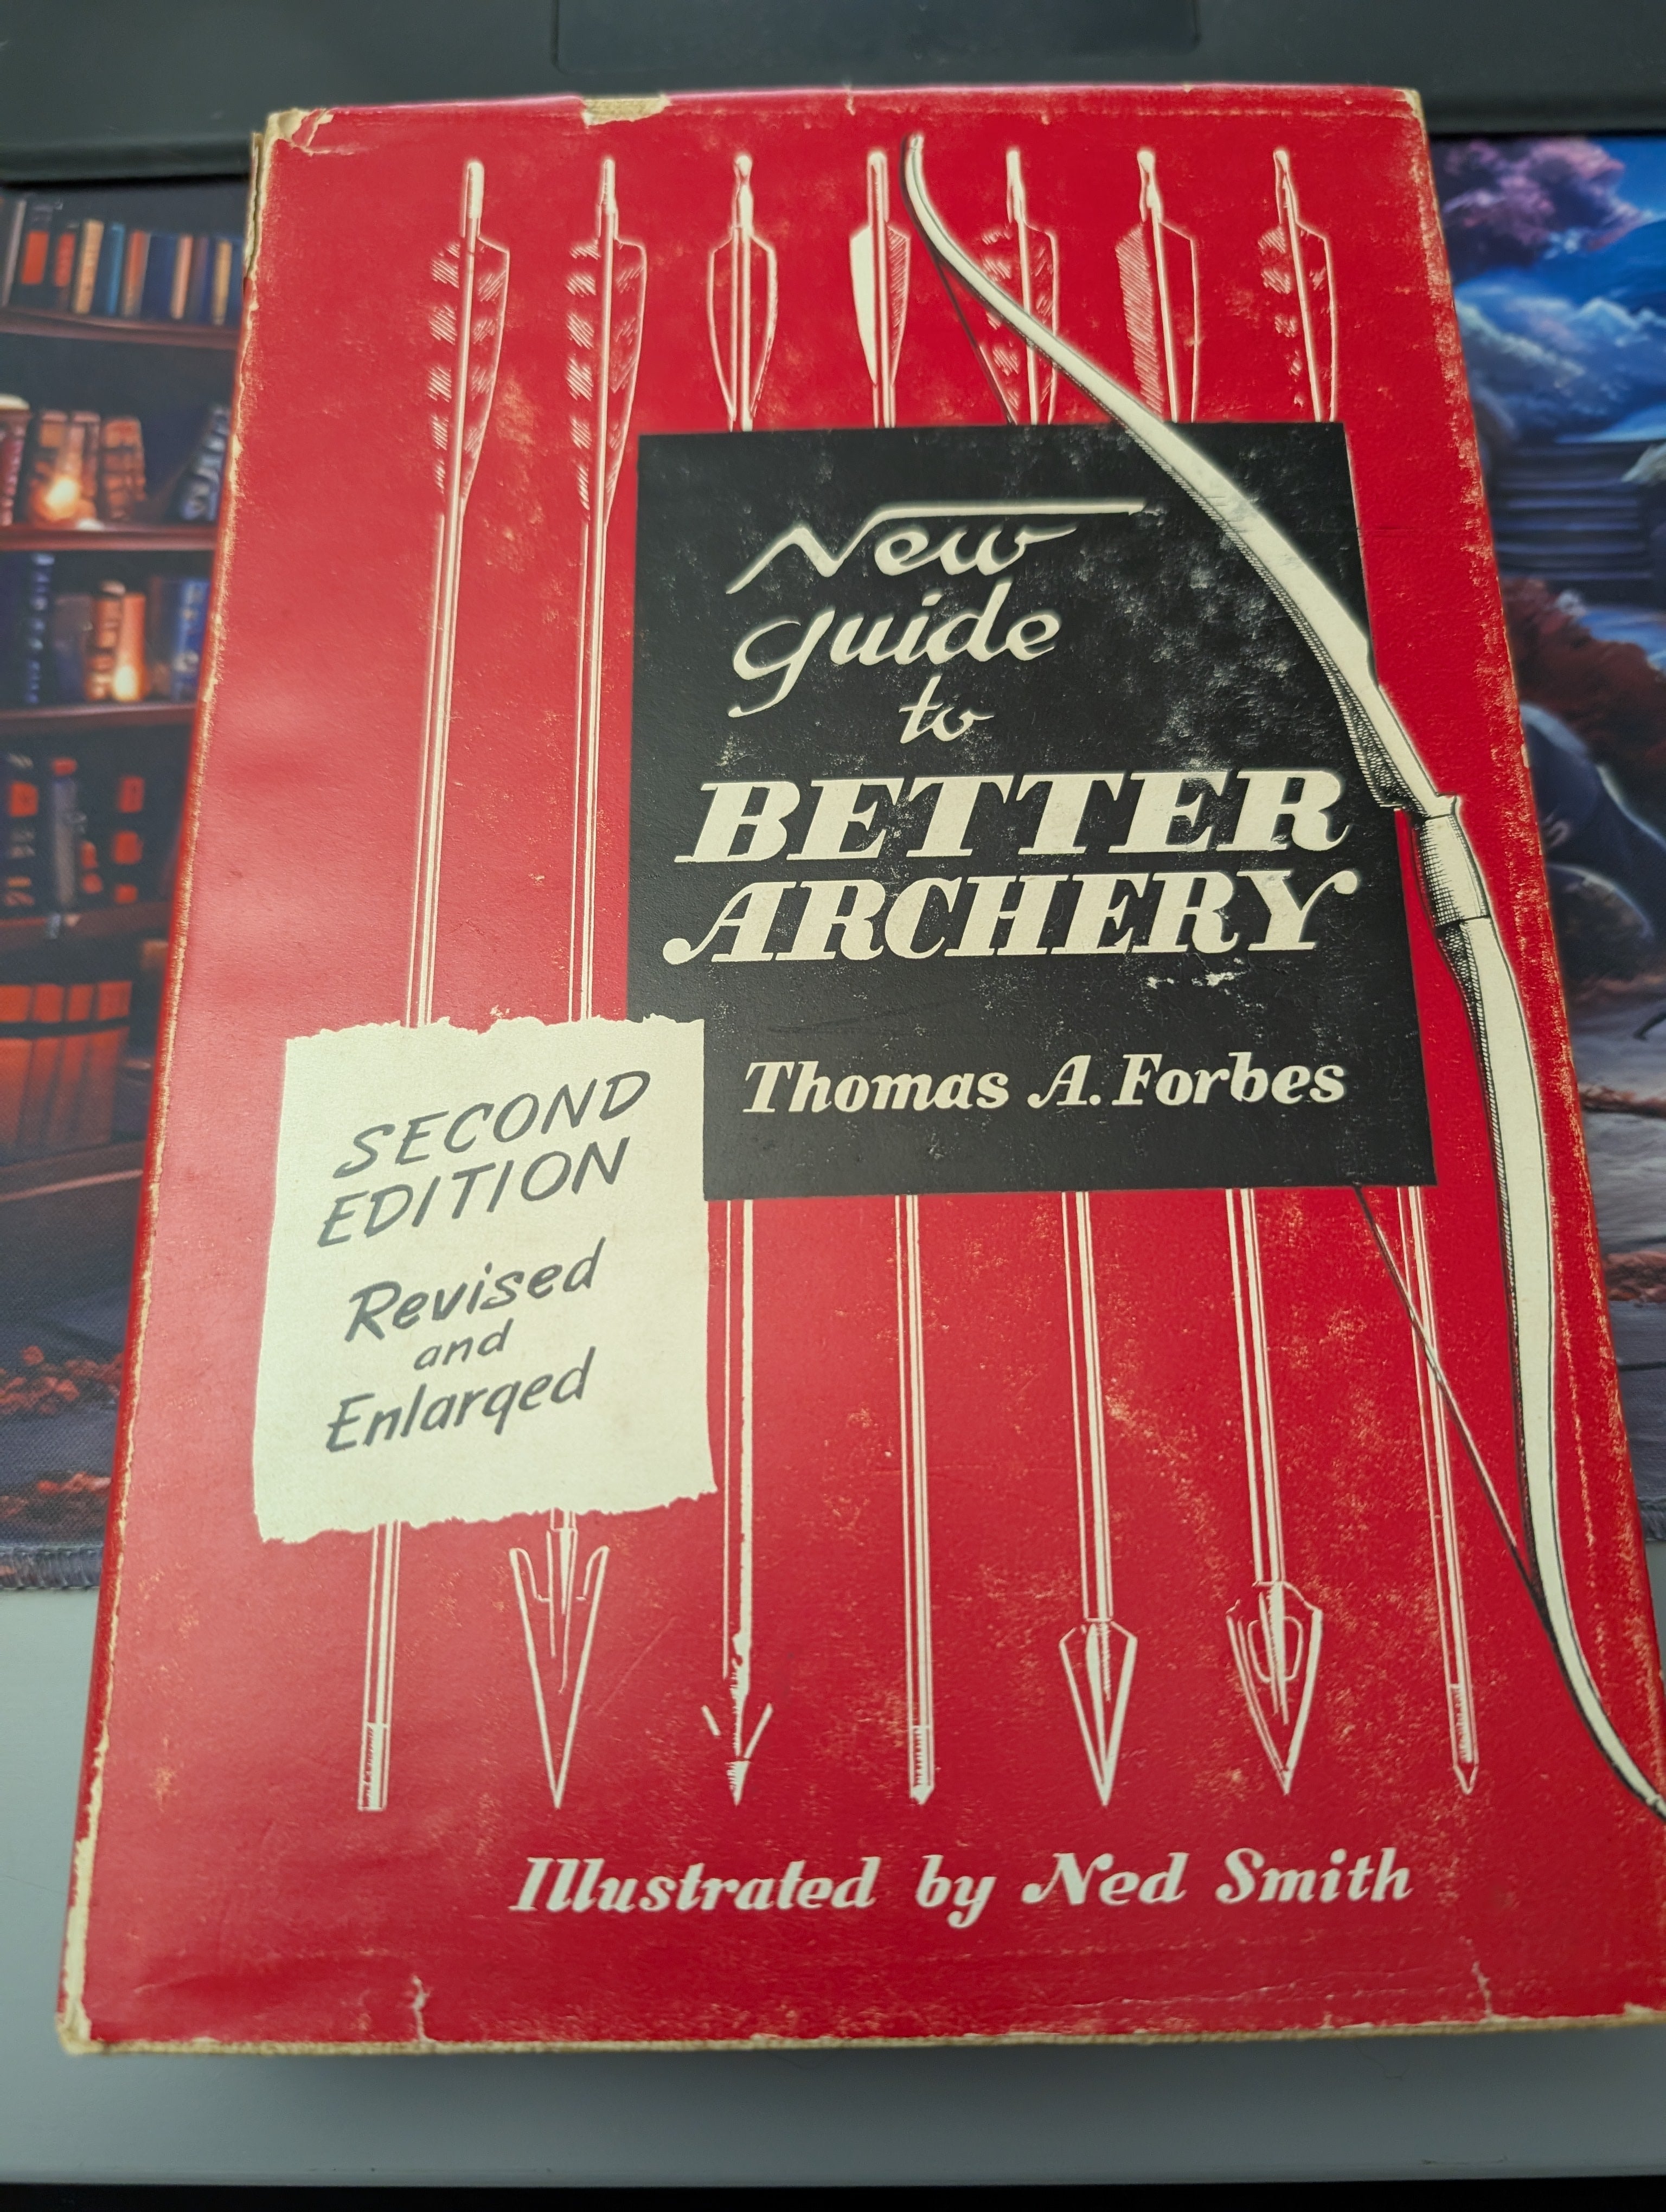 New
Guide
to
BETTER
ARCHERY
Thomas A. Forbes
SECOND
EDITION
Revised
and
Enlarged
Illustrated by Ned Smith